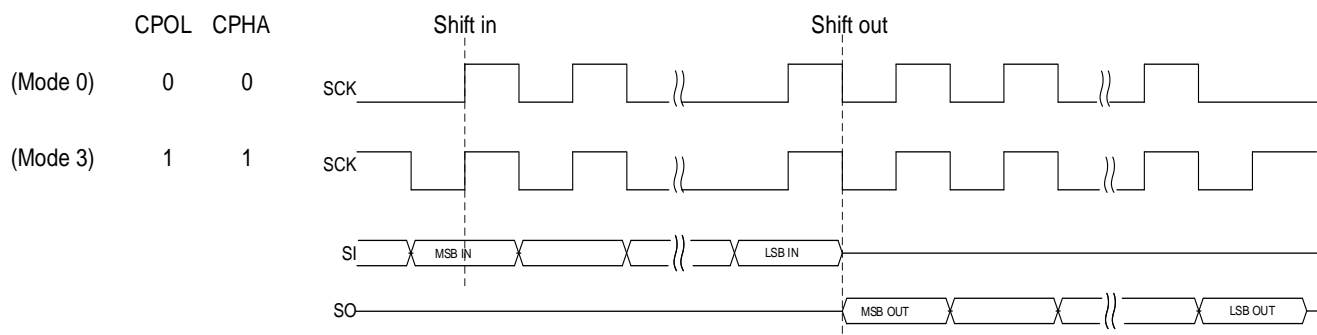 CPOL CPHA Shift in Shift out
(Mode 0) 0 0 SCK
(Mode 3) 1 1 SCK
SI MSB IN LSB IN
SO MSB OUT LSB OUT